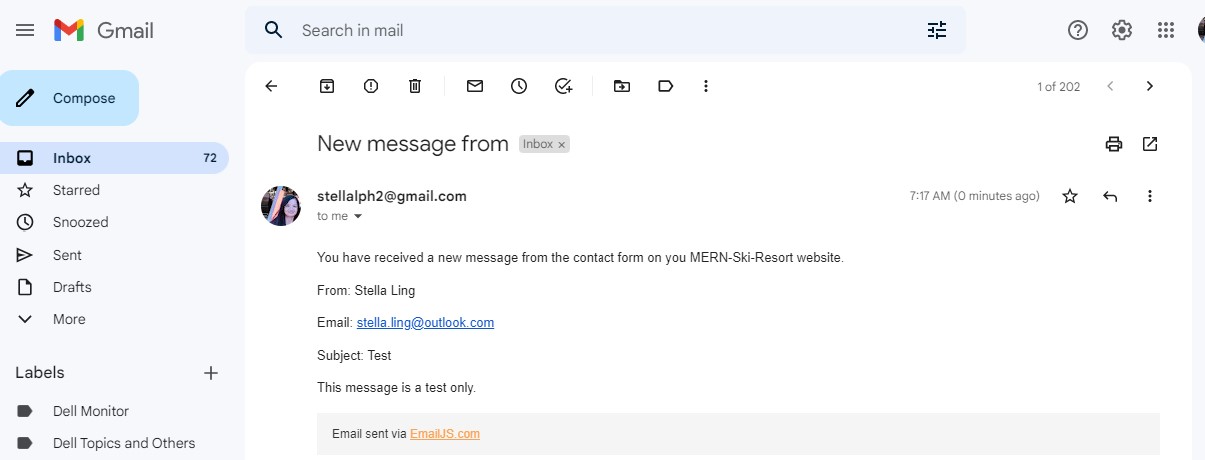 Gmail
Search in mail
Compose
1 of 202
Inbox 72
Starred
Snoozed
Sent
Drafts
More
Labels
Dell Monitor
Dell Topics and Others
New message from Inbox x
stellalph2@gmail.com 7:17 AM (0 minutes ago)
to me
You have received a new message from the contact form on you MERN-Ski-Resort website.
From: Stella Ling
Email: stella.ling@outlook.com
Subject: Test
This message is a test only.
Email sent via EmailJS.com